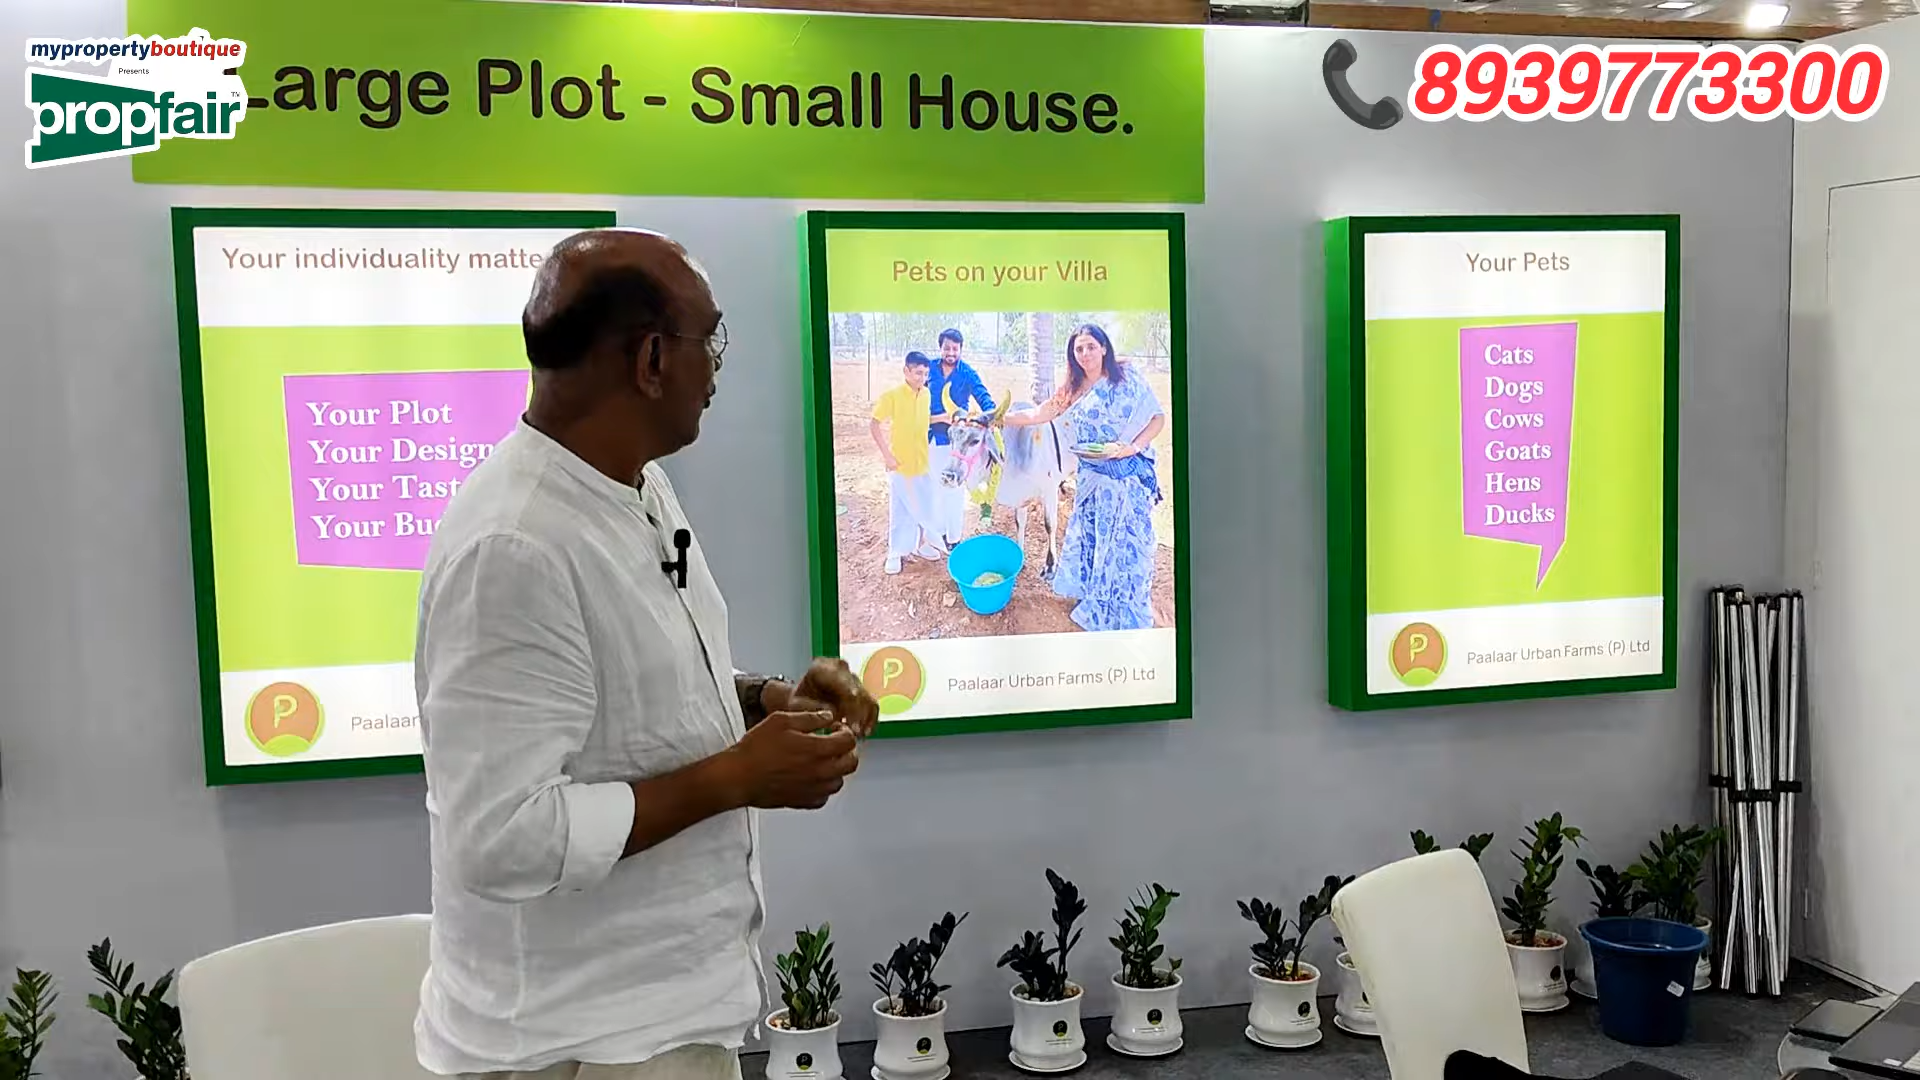 mypropertyboutique
Presents
propfair
TM
Large Plot - Small House.
8939773300
Your individuality matte
Your Plot
Your Design
Your Tast
Your Bu
P
Paalaar
Pets on your Villa
P
Paalaar Urban Farms (P) Ltd
Your Pets
Cats
Dogs
Cows
Goats
Hens
Ducks
P
Paalaar Urban Farms (P) Ltd